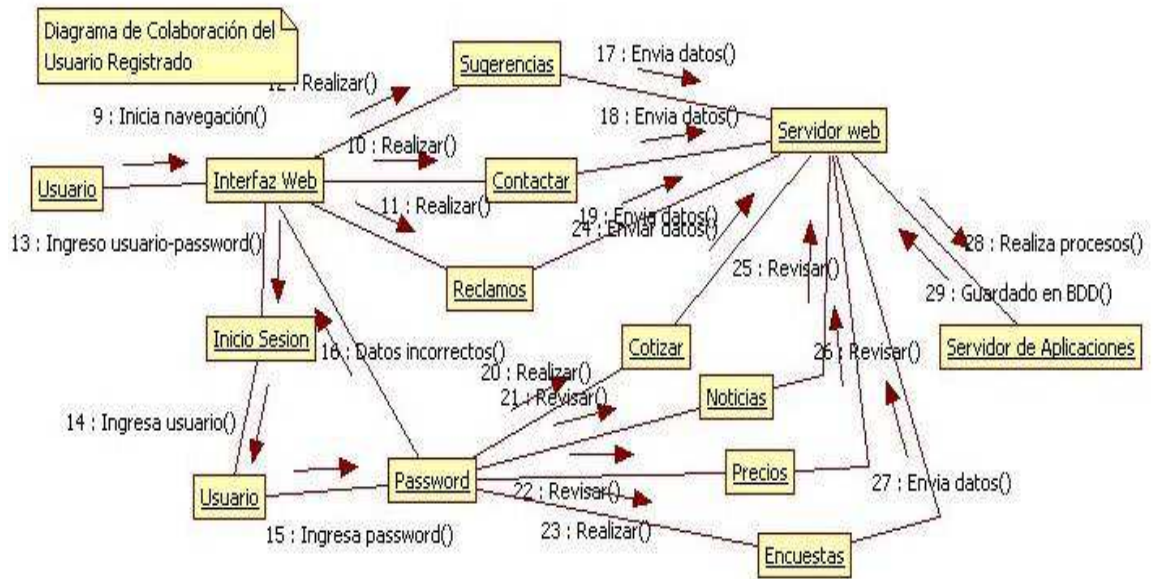 Diagrama de Colaboración del
Usuario Registrado
Sugerencias
17 : Envia datos()
12 : Realizar()
9 : Inicia navegación()
18 : Envia datos()
Servidor web
10 : Realizar()
Usuario
Interfaz Web
Contactar
11 : Realizar()
19 : Envia datos()
24 : Enviar datos()
13 : Ingreso usuario-password()
28 : Realiza procesos()
25 : Revisar()
Reclamos
29 : Guardado en BDD()
Inicio Sesion
16 : Datos incorrectos()
Cotizar
26 : Revisar()
Servidor de Aplicaciones
20 : Realizar()
21 : Revisar()
Noticias
14 : Ingresa usuario()
Usuario
Password
Precios
22 : Revisar()
27 : Envia datos()
15 : Ingresa password()
23 : Realizar()
Encuestas